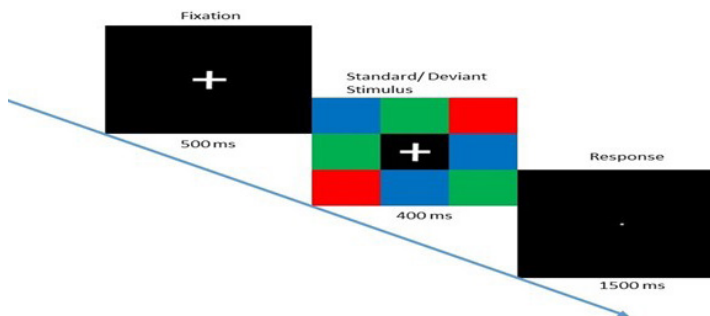 Fixation
500 ms
Standard/ Deviant
Stimulus
400 ms
Response
1500 ms